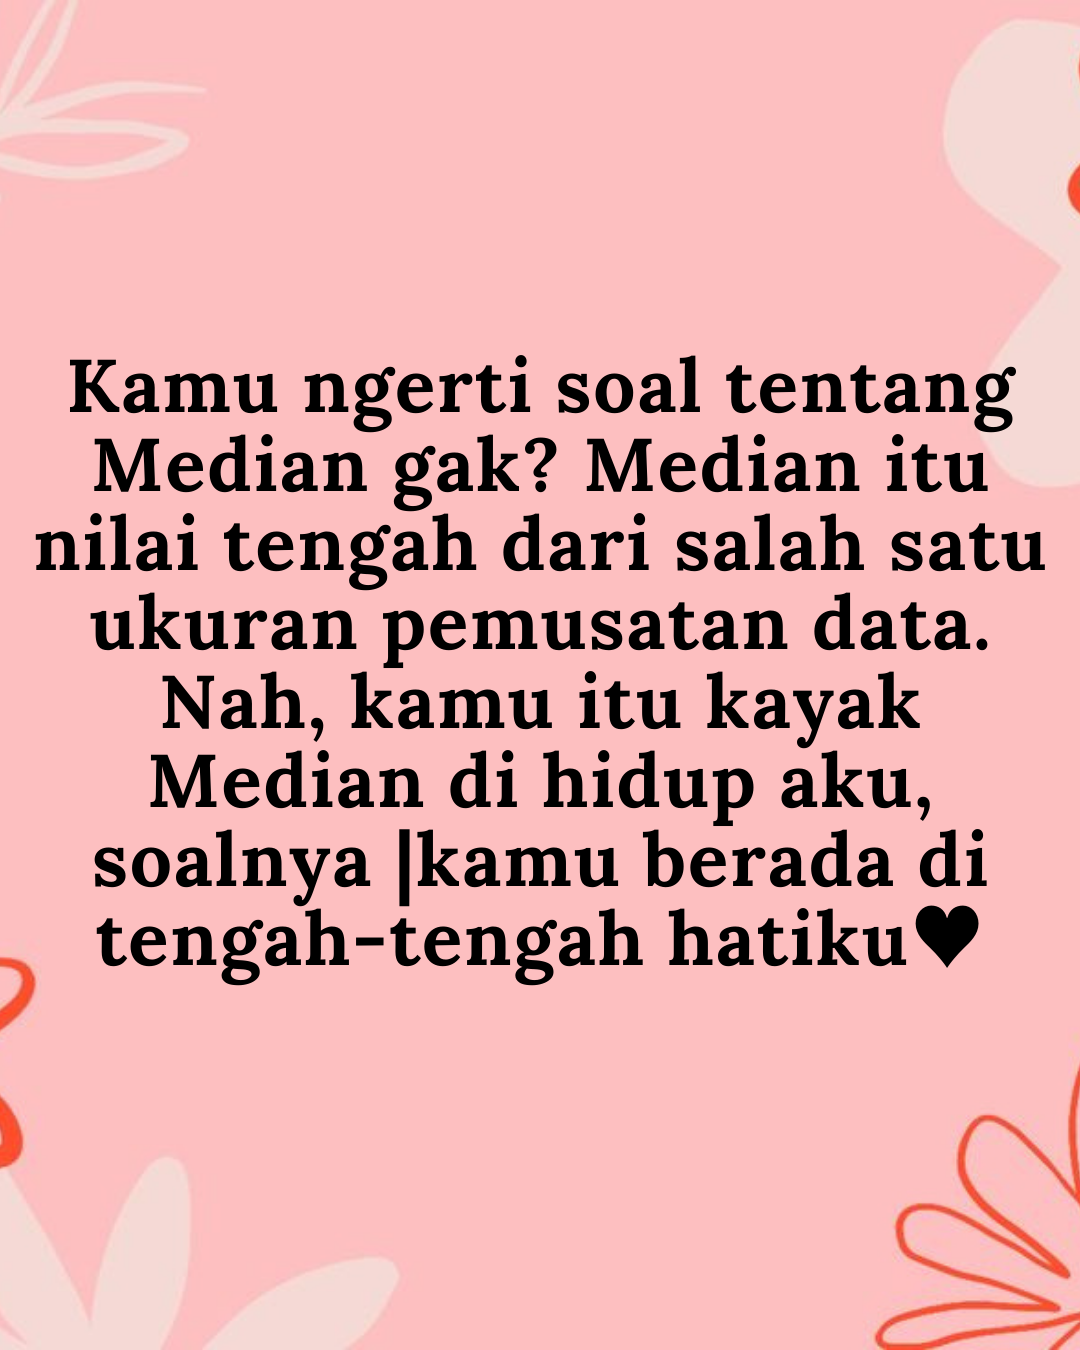 Kamu ngerti soal tentang
Median gak? Median itu
nilai tengah dari salah satu
ukuran pemusatan data.
Nah, kamu itu kayak
Median di hidup aku,
soalnya |kamu berada di
tengah-tengah hatiku♥